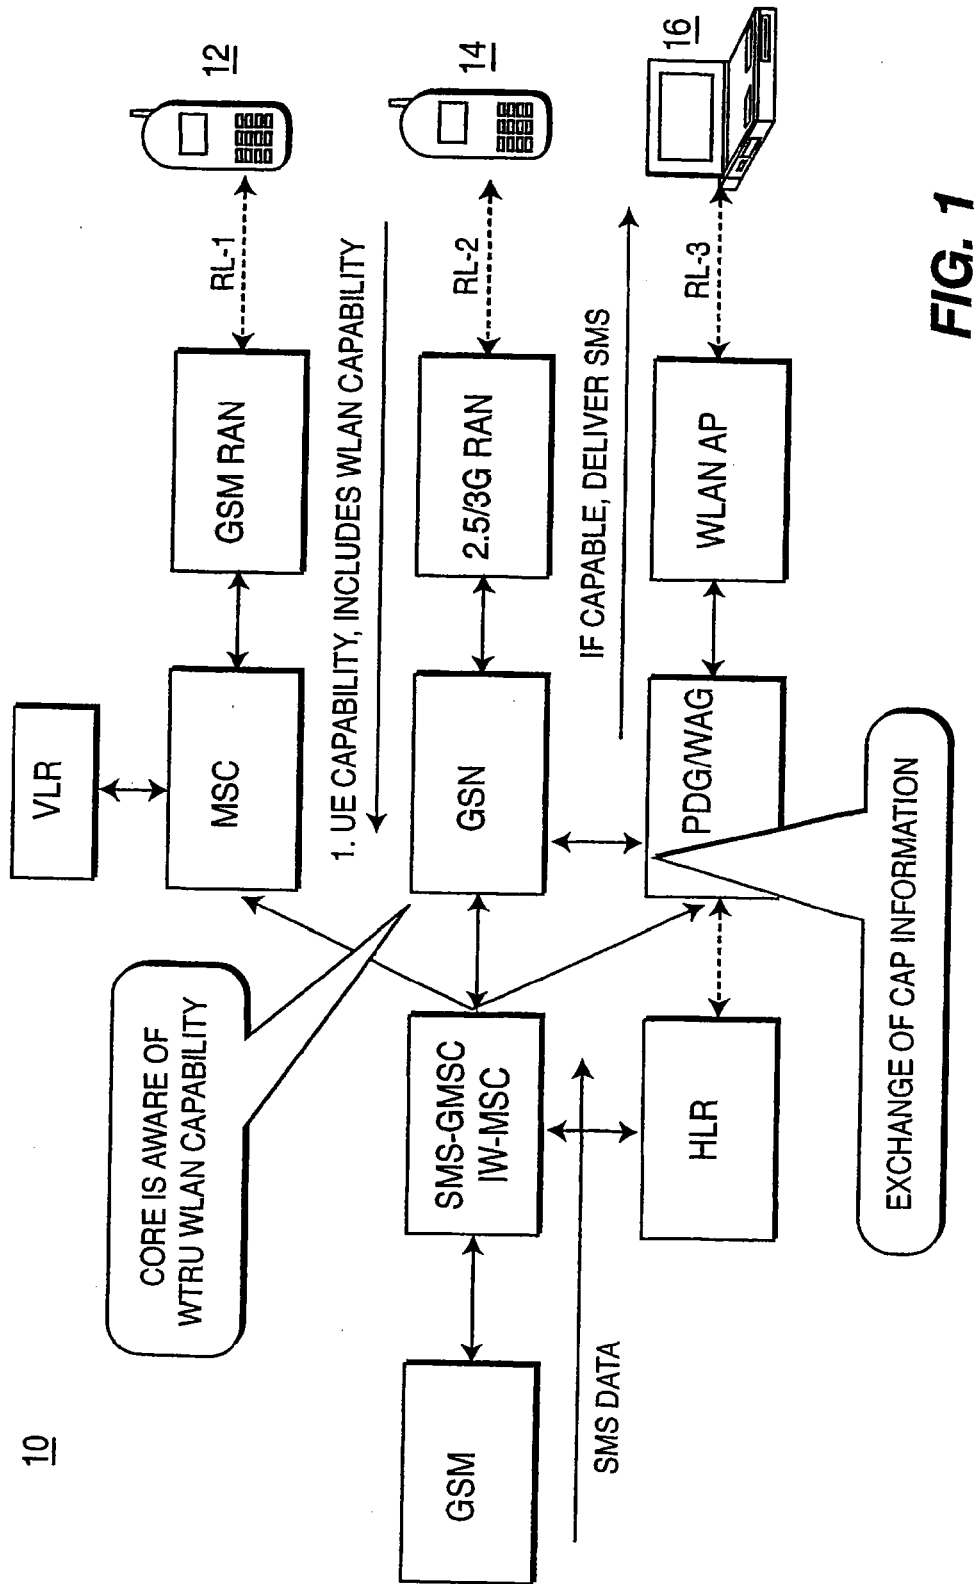 10
VLR
12
CORE IS AWARE OF
WTRU WLAN CAPABILITY
MSC
GSM RAN
RL-1
1. UE CAPABILITY, INCLUDES WLAN CAPABILITY
14
GSM
SMS-GMSC
IW-MSC
GSN
2.5/3G RAN
RL-2
SMS DATA
IF CAPABLE, DELIVER SMS
16
HLR
PDG/WAG
WLAN AP
RL-3
EXCHANGE OF CAP INFORMATION
FIG. 1